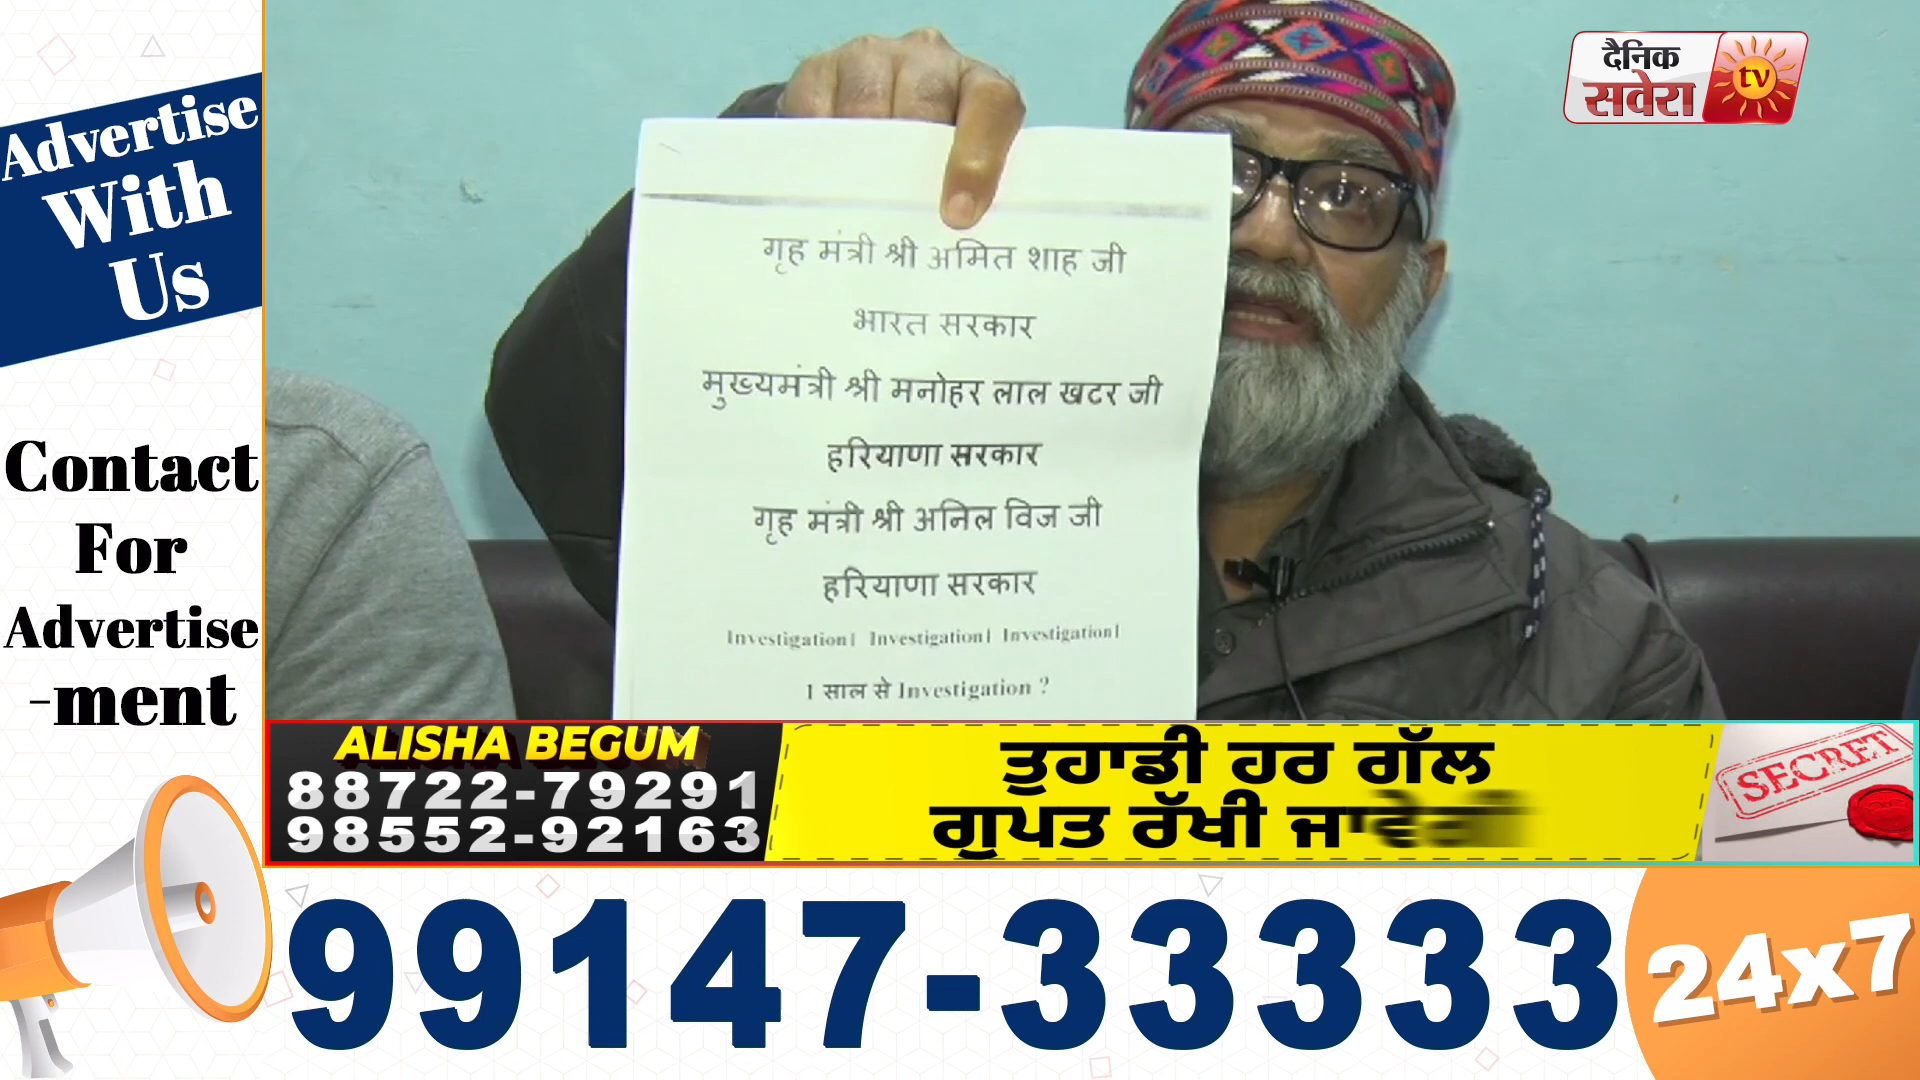 Advertise
With
Us
Contact
For
Advertise
-ment
दैनिक
सवेरा
tv
गृह मंत्री श्री अमित शाह जी
भारत सरकार
मुख्यमंत्री श्री मनोहर लाल खटर जी
हरियाणा सरकार
गृह मंत्री श्री अनिल विज जी
हरियाणा सरकार
Investigation। Investigation। Investigation।
1 साल से Investigation ?
ALISHA BEGUM
88722-79291
98552-92163
ਤੁਹਾਡੀ ਹਰ ਗੱਲ
ਗੁਪਤ ਰੱਖੀ
SECRET
99147-33333
24x7